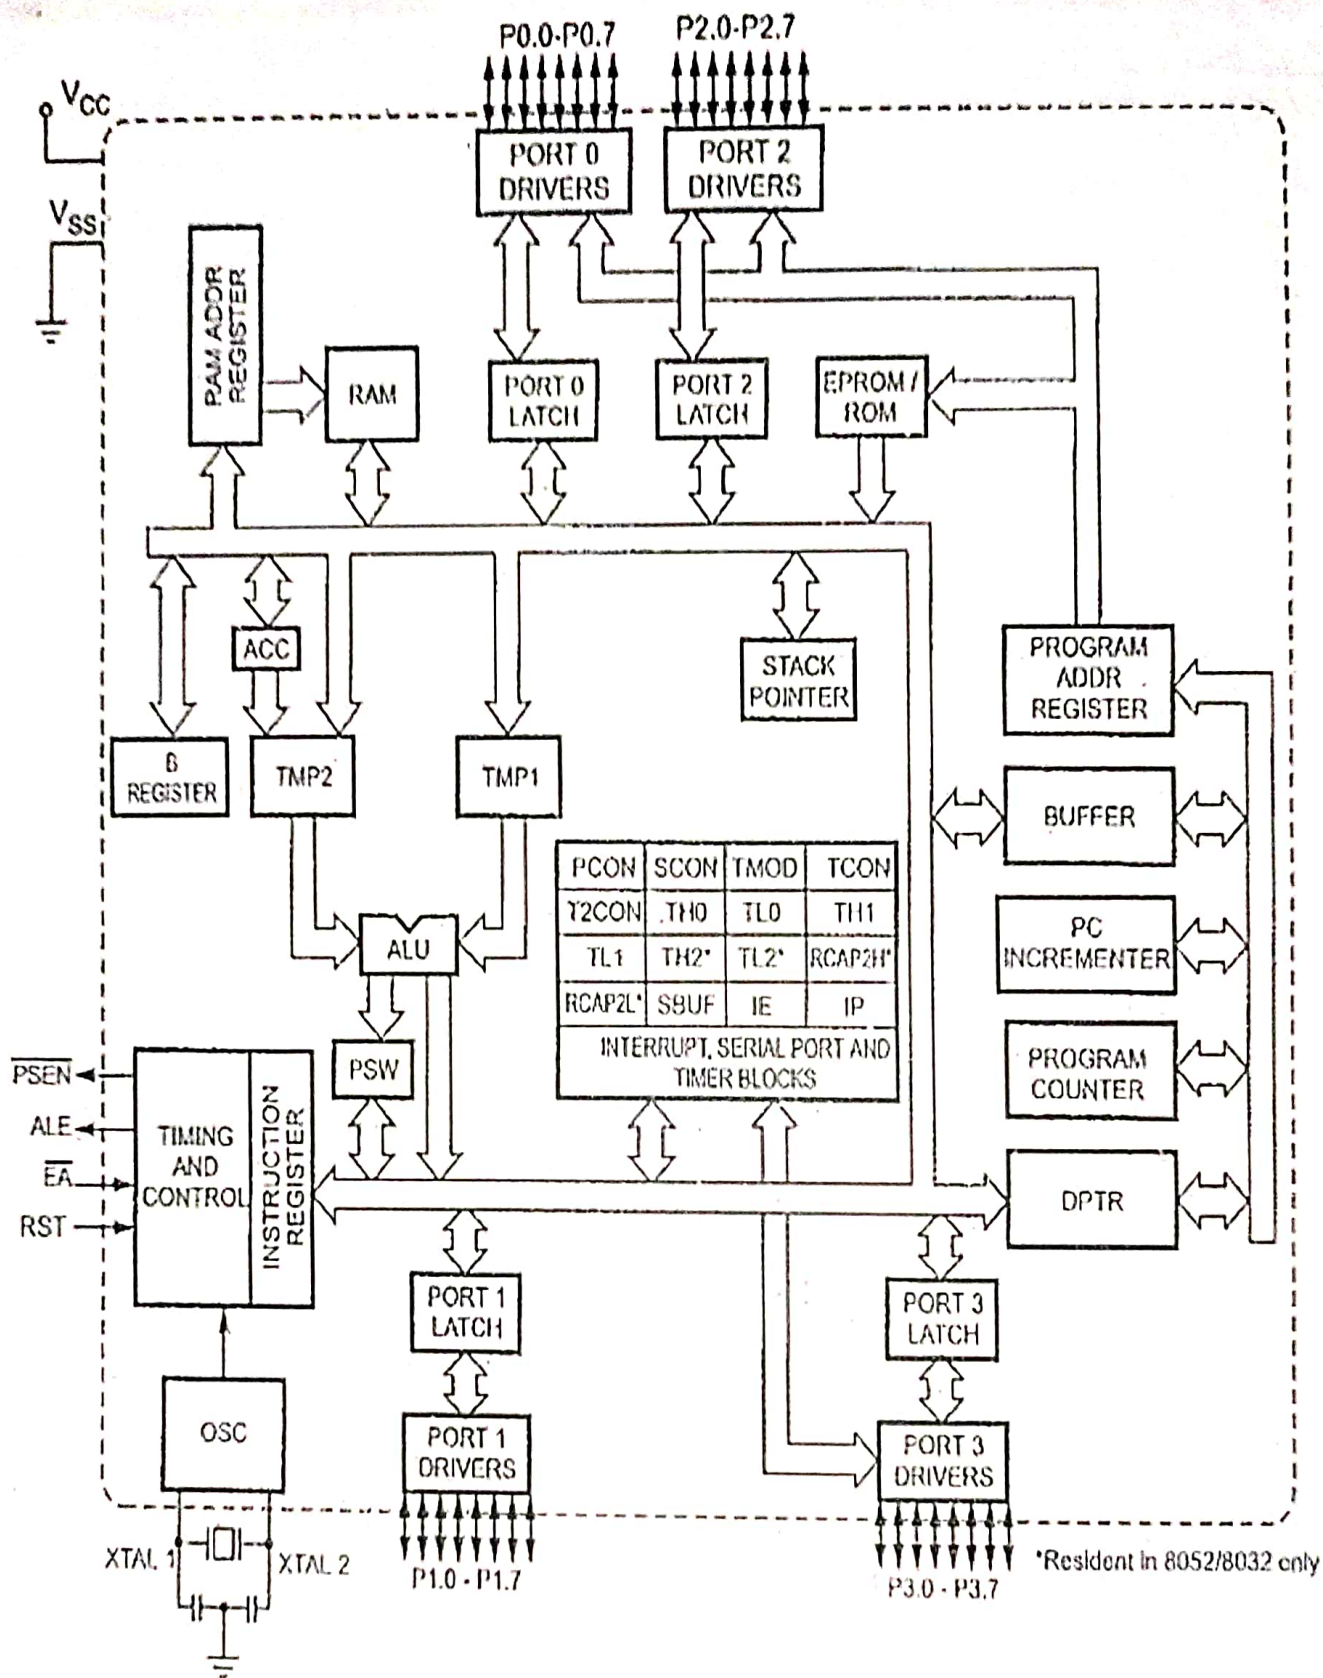 P0.0-P0.7
P2.0-P2.7
VCC
PORT 0
DRIVERS
PORT 2
DRIVERS
VSS
RAM ADDR
REGISTER
RAM
PORT 0
LATCH
PORT 2
LATCH
EPROM /
ROM
ACC
STACK
POINTER
PROGRAM
ADDR
REGISTER
B
REGISTER
TMP2
TMP1
BUFFER
PCON SCON TMOD TCON
T2CON TH0 TL0 TH1
TL1 TH2* TL2* RCAP2H*
RCAP2L* SBUF IE IP
INTERRUPT, SERIAL PORT AND
TIMER BLOCKS
ALU
PC
INCREMENTER
PSW
PROGRAM
COUNTER
PSEN
ALE
EA
RST
TIMING
AND
CONTROL
INSTRUCTION
REGISTER
DPTR
PORT 1
LATCH
PORT 3
LATCH
OSC
PORT 1
DRIVERS
PORT 3
DRIVERS
XTAL 1
XTAL 2
P1.0 - P1.7
P3.0 - P3.7
*Resident in 8052/8032 only